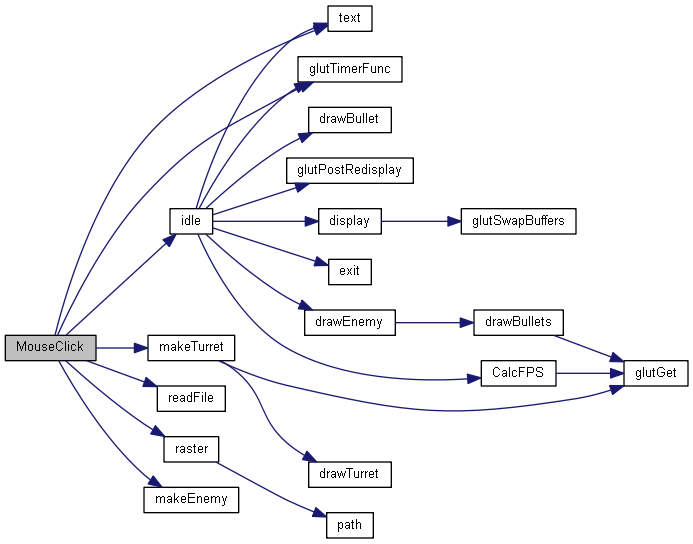 text
glutTimerFunc
drawBullet
glutPostRedisplay
idle
display
glutSwapBuffers
exit
drawEnemy
drawBullets
MouseClick
makeTurret
CalcFPS
glutGet
readFile
raster
drawTurret
makeEnemy
path